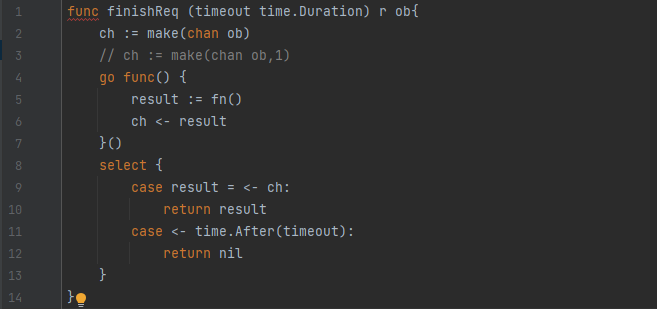 1 func finishReq (timeout time.Duration) r ob{
2     ch := make(chan ob)
3     // ch := make(chan ob,1)
4     go func() {
5         result := fn()
6         ch <- result
7     }()
8     select {
9         case result = <- ch:
10             return result
11         case <- time.After(timeout):
12             return nil
13     }
14 }